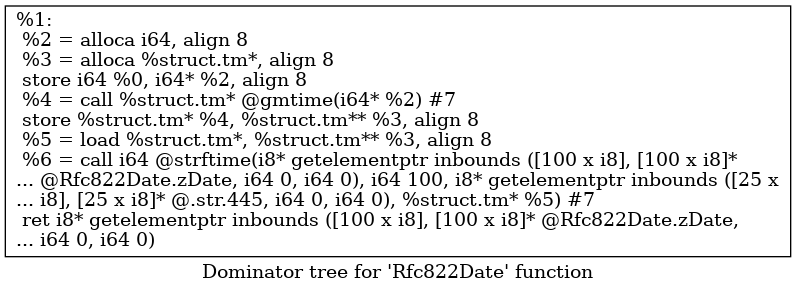 %1:
%2 = alloca i64, align 8
%3 = alloca %struct.tm*, align 8
store i64 %0, i64* %2, align 8
%4 = call %struct.tm* @gmtime(i64* %2) #7
store %struct.tm* %4, %struct.tm** %3, align 8
%5 = load %struct.tm*, %struct.tm** %3, align 8
%6 = call i64 @strftime(i8* getelementptr inbounds ([100 x i8], [100 x i8]*
... @Rfc822Date.zDate, i64 0, i64 0), i64 100, i8* getelementptr inbounds ([25 x
... i8], [25 x i8]* @.str.445, i64 0, i64 0), %struct.tm* %5) #7
ret i8* getelementptr inbounds ([100 x i8], [100 x i8]* @Rfc822Date.zDate,
... i64 0, i64 0)
Dominator tree for 'Rfc822Date' function